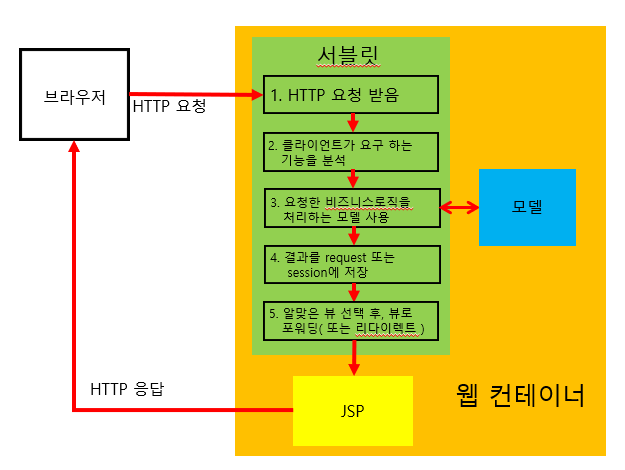 서블릿
브라우저
HTTP 요청
1. HTTP 요청 받음
2. 클라이언트가 요구 하는
기능을 분석
3. 요청한 비즈니스로직을
처리하는 모델 사용
모델
4. 결과를 request 또는
session에 저장
5. 알맞은 뷰 선택 후, 뷰로
포워딩( 또는 리다이렉트 )
HTTP 응답
웹 컨테이너
JSP